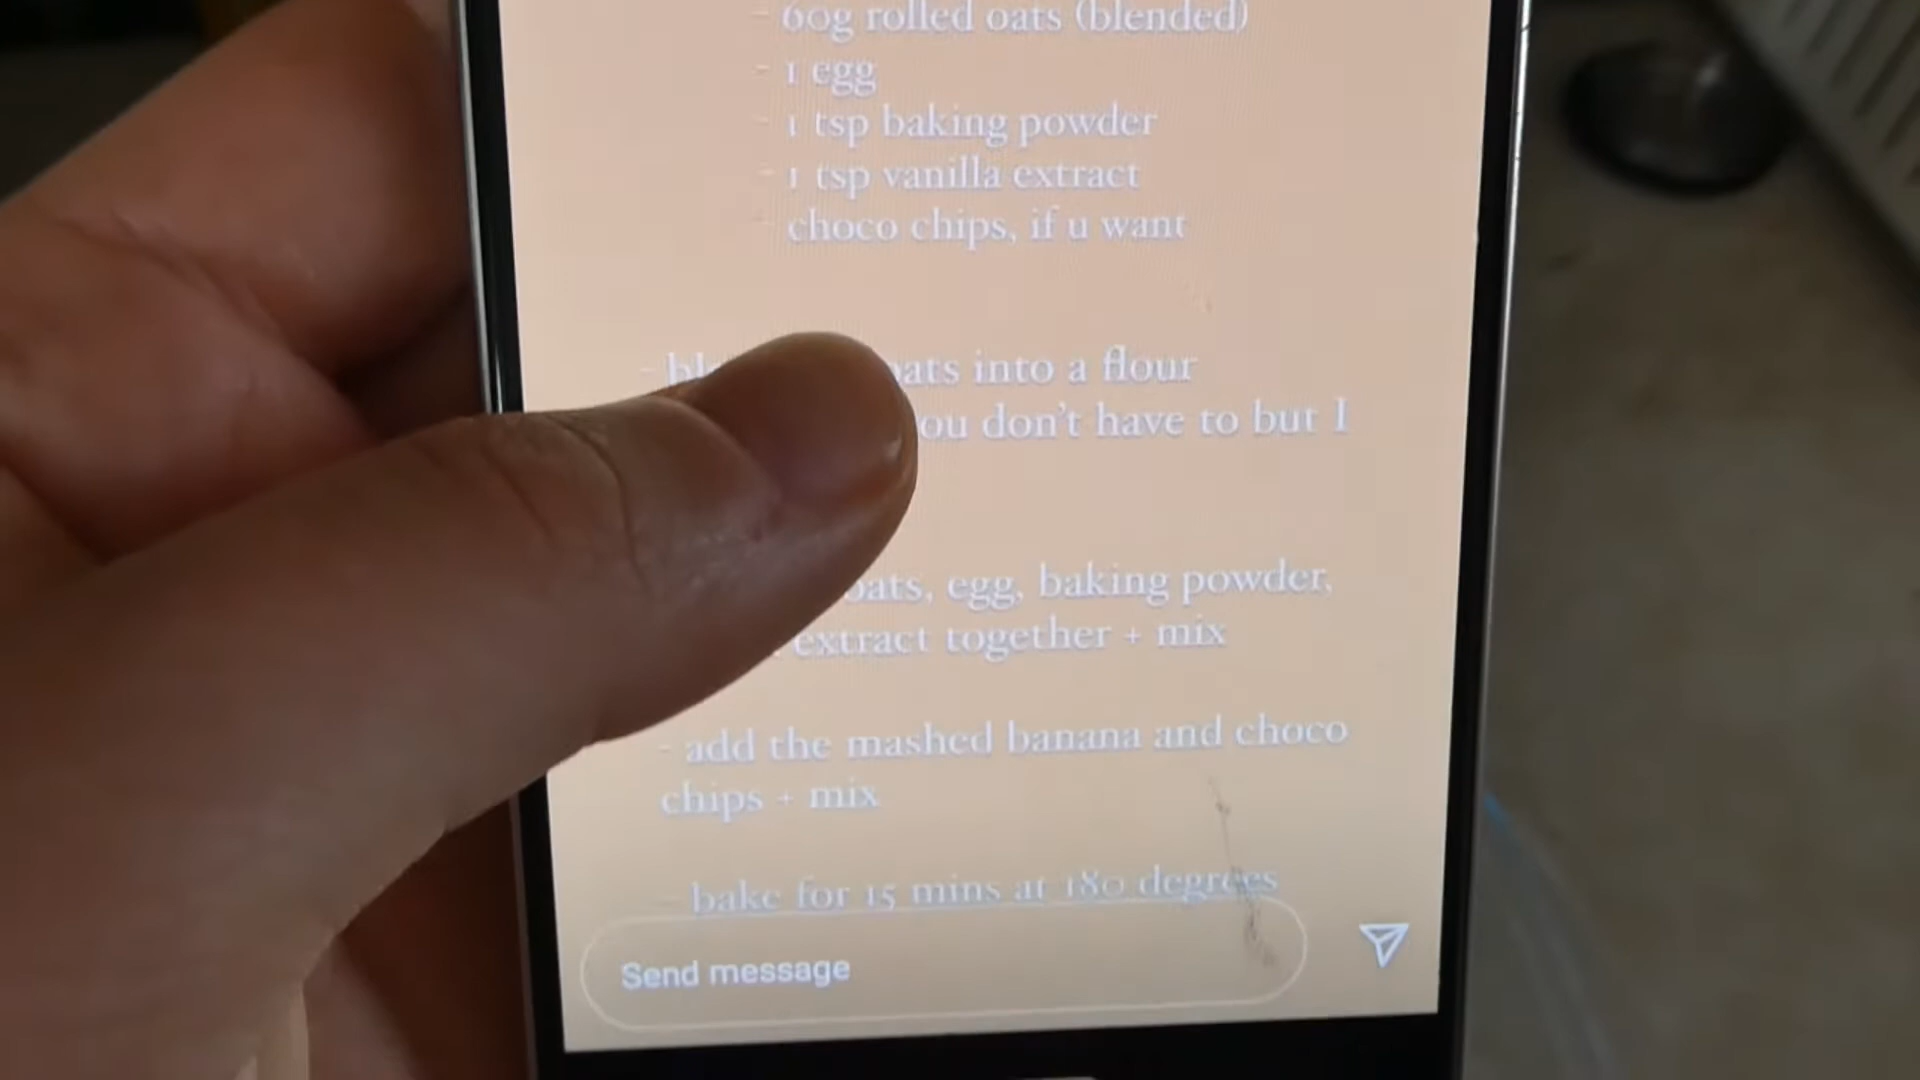 - 60g rolled oats (blended)
- 1 egg
- 1 tsp baking powder
- 1 tsp vanilla extract
- choco chips, if u want
- oats into a flour
don't have to but I
oats, egg, baking powder,
extract together + mix
- add the mashed banana and choco
chips + mix
- bake for 15 mins at 180 degrees
Send message